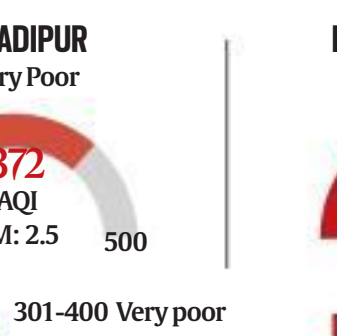 ADIPUR
ry Poor
372
AQI
M: 2.5
500
301-400 Very poor